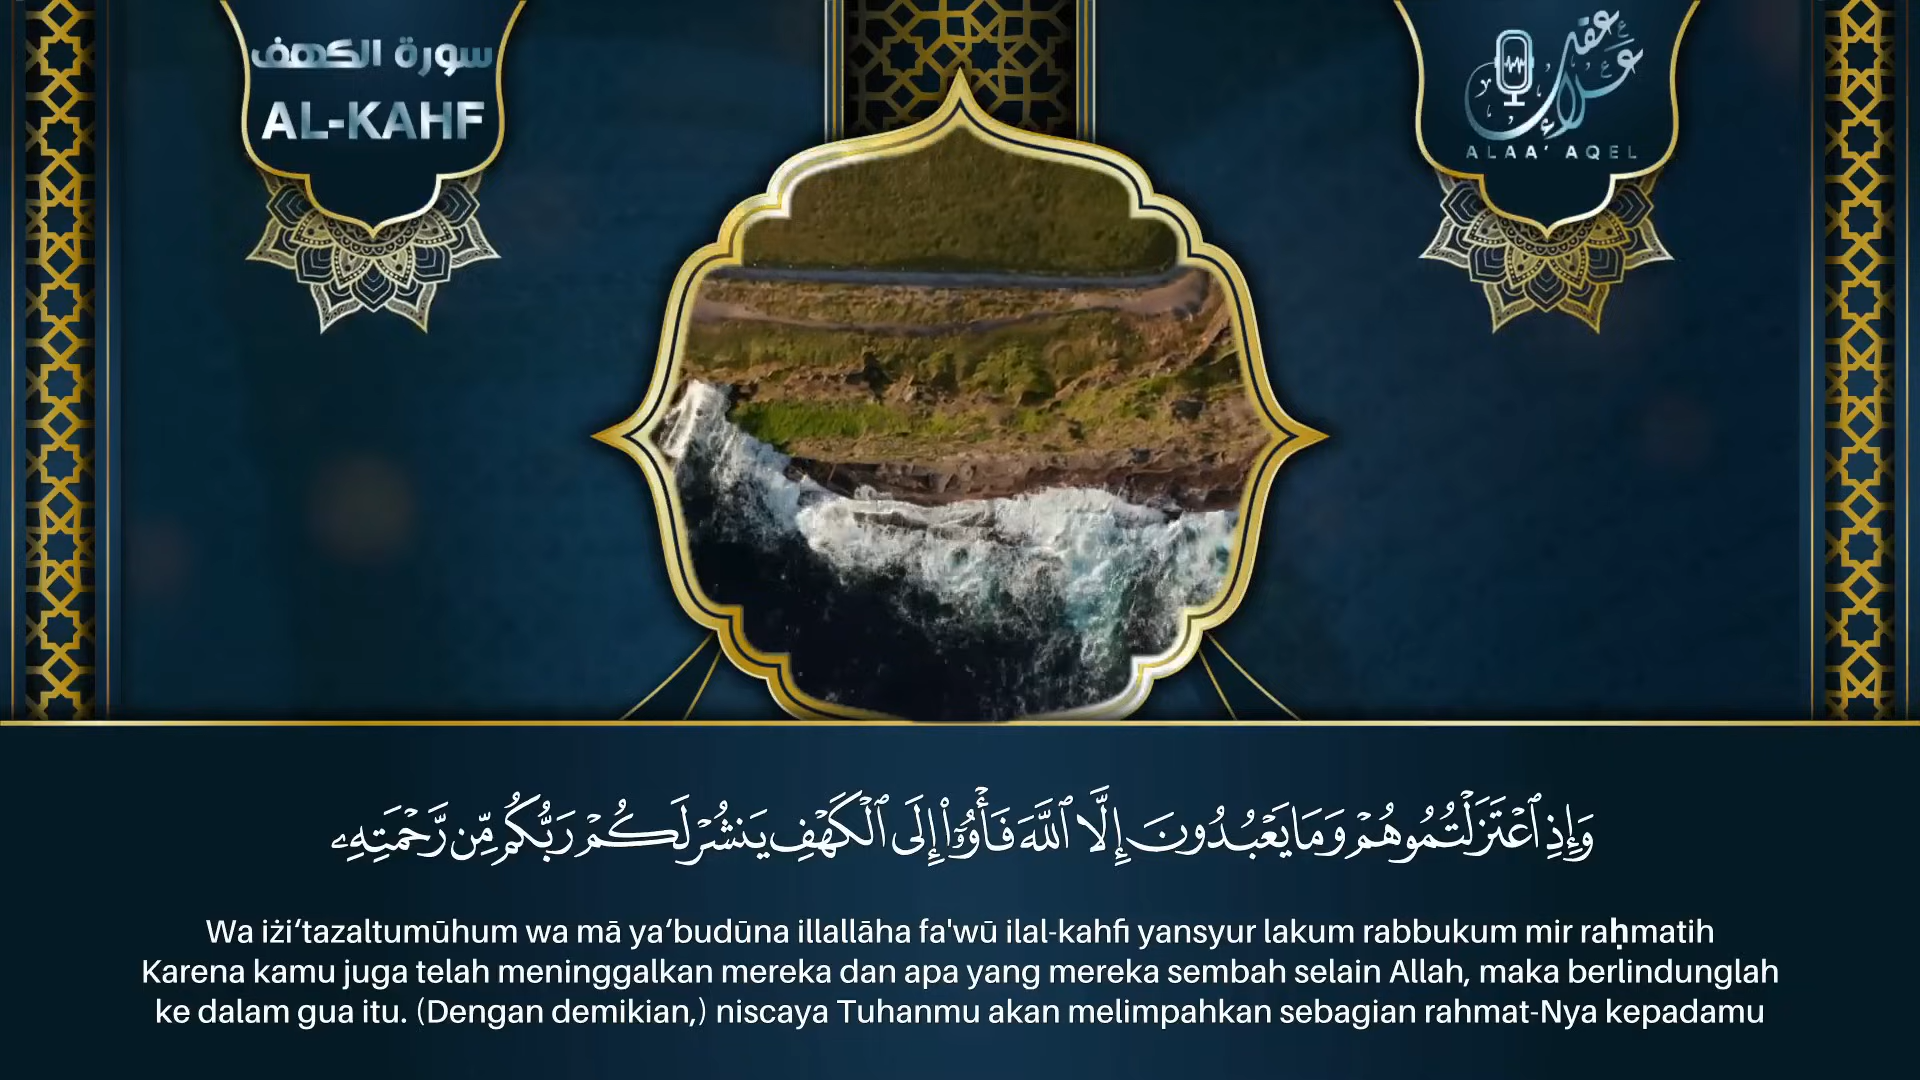 سورة الكهف
AL-KAHF
علاء عقل
ALAA' AQEL
وَإِذِ ٱعْتَزَلْتُمُوهُمْ وَمَا يَعْبُدُونَ إِلَّا ٱللَّهَ فَأْوُۥٓا۟ إِلَى ٱلْكَهْفِ يَنشُرْ لَكُمْ رَبُّكُم مِّن رَّحْمَتِهِۦ
Wa iżi‘tazaltumūhum wa mā ya‘budūna illallāha fa'wū ilal-kahfi yansyur lakum rabbukum mir raḥmatih
Karena kamu juga telah meninggalkan mereka dan apa yang mereka sembah selain Allah, maka berlindunglah
ke dalam gua itu. (Dengan demikian,) niscaya Tuhanmu akan melimpahkan sebagian rahmat-Nya kepadamu